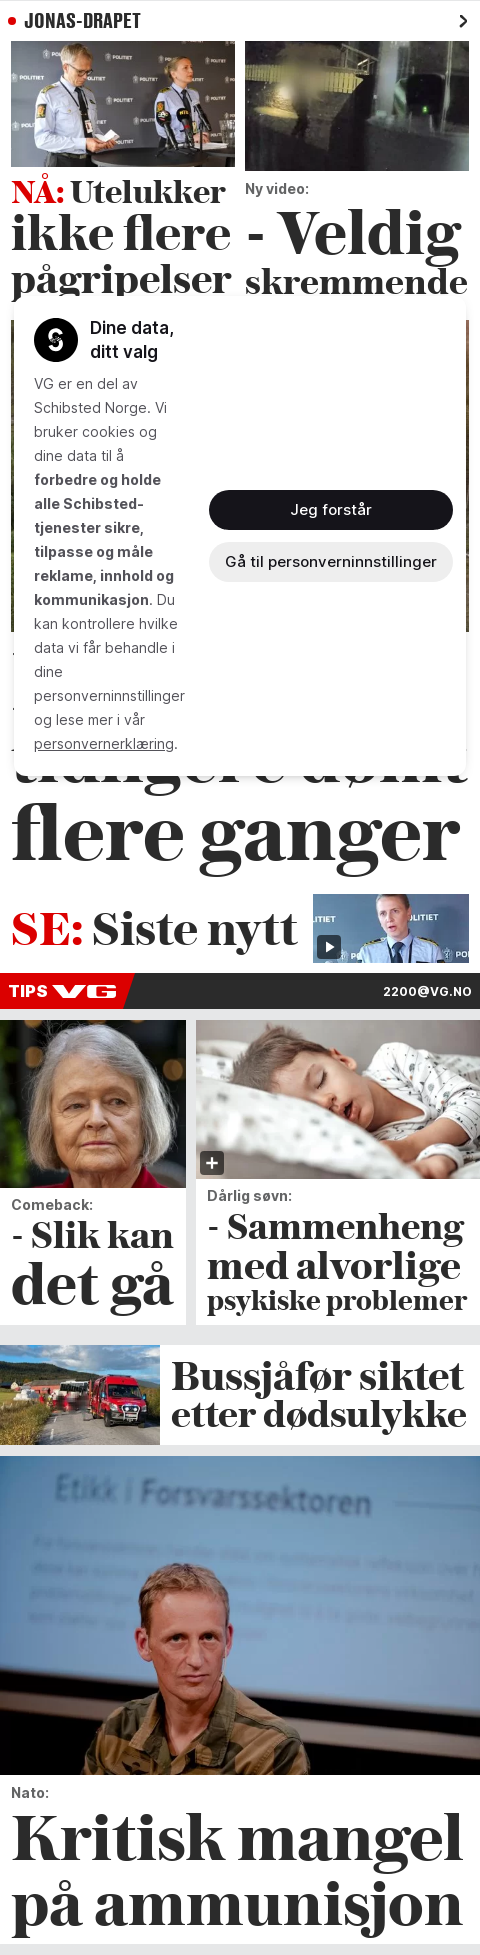 JONAS-DRAPET
NÅ: Utelukker
ikke flere
pågripelser
Ny video:
- Veldig
skremmende
Dine data,
ditt valg
VG er en del av
Schibsted Norge. Vi
bruker cookies og
dine data til å
forbedre og holde
alle Schibsted-
tjenester sikre,
tilpasse og måle
reklame, innhold og
kommunikasjon. Du
kan kontrollere hvilke
data vi får behandle i
dine
personverninnstillinger
og lese mer i vår
personvernerklæring.
Jeg forstår
Gå til personverninnstillinger
flere ganger
SE: Siste nytt
TIPS VG
2200@VG.NO
Comeback:
- Slik kan
det gå
Dårlig søvn:
- Sammenheng
med alvorlige
psykiske problemer
Bussjåfør siktet
etter dødsulykke
Etikk i Forsvarssektoren
Nato:
Kritisk mangel
på ammunisjon